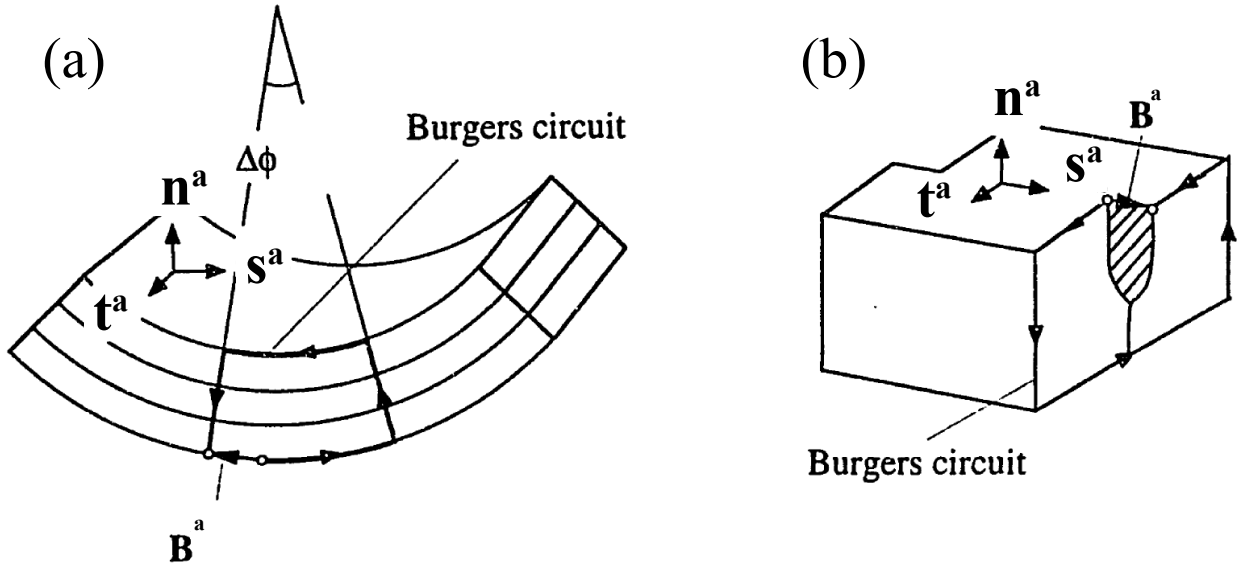 (a)
Burgers circuit
Δϕ
nᵃ
sᵃ
tᵃ
Bᵃ
(b)
nᵃ
Bᵃ
sᵃ
tᵃ
Burgers circuit